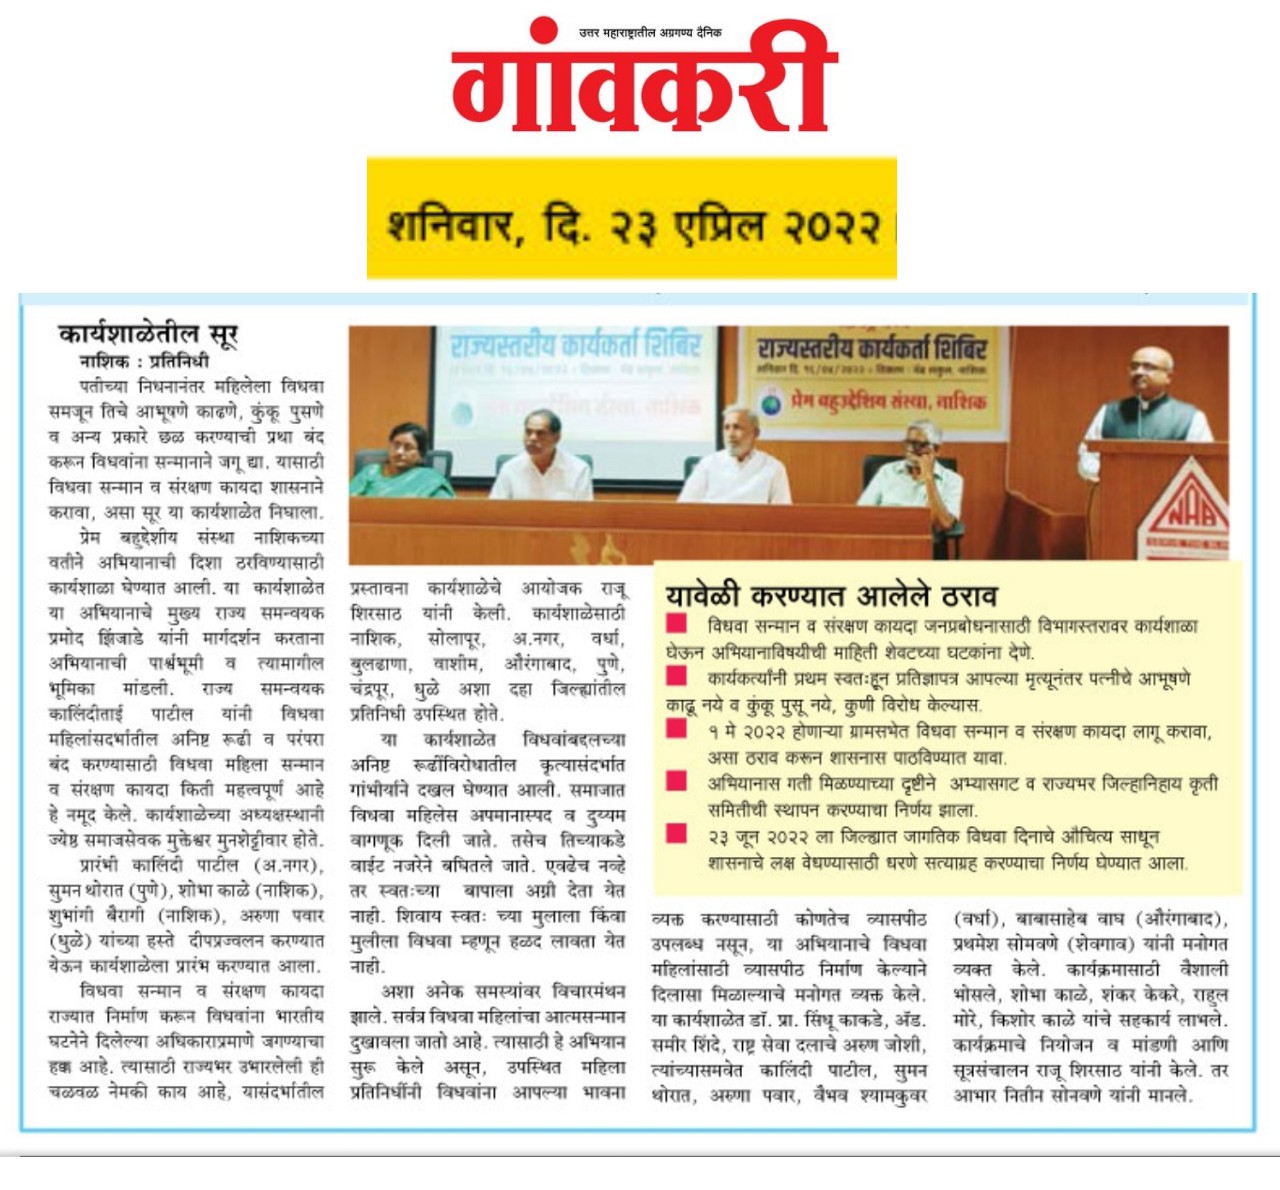 उत्तर महाराष्ट्रातील अग्रगण्य दैनिक
गांवकरी
शनिवार, दि. २३ एप्रिल २०२२
कार्यशाळेतील सूर
नाशिक : प्रतिनिधी
पतीच्या निधनानंतर महिलेला विधवा
समजून तिचे आभूषणे काढणे, कुंकू पुसणे
व अन्य प्रकारे छळ करण्याची प्रथा बंद
करून विधवांना सन्मानाने जगू द्या. यासाठी
विधवा सन्मान व संरक्षण कायदा शासनाने
करावा, असा सूर या कार्यशाळेत निघाला.
प्रेम बहुद्देशीय संस्था नाशिकच्या
वतीने अभियानाची दिशा ठरविण्यासाठी
कार्यशाळा घेण्यात आली. या कार्यशाळेत
या अभियानाचे मुख्य राज्य समन्वयक
प्रमोद झिंजाडे यांनी मार्गदर्शन करताना
अभियानाची पार्श्वभूमी व त्यामागील
भूमिका मांडली. राज्य समन्वयक
कालिंदीताई पाटील यांनी विधवा
महिलांसदर्भातील अनिष्ट रूढी व परंपरा
बंद करण्यासाठी विधवा महिला सन्मान
व संरक्षण कायदा किती महत्वपूर्ण आहे
हे नमूद केले. कार्यशाळेच्या अध्यक्षस्थानी
ज्येष्ठ समाजसेवक मुक्तेश्वर मुनशेट्टीवार होते.
प्रारंभी कालिंदी पाटील (अ.नगर),
सुमन थोरात (पुणे), शोभा काळे (नाशिक),
शुभांगी बैरागी (नाशिक), अरुणा पवार
(धुळे) यांच्या हस्ते दीपप्रज्वलन करण्यात
येऊन कार्यशाळेला प्रारंभ करण्यात आला.
विधवा सन्मान व संरक्षण कायदा
राज्यात निर्माण करून विधवांना भारतीय
घटनेने दिलेल्या अधिकाराप्रमाणे जगण्याचा
हक्क आहे. त्यासाठी राज्यभर उभारलेली ही
चळवळ नेमकी काय आहे, यासंदर्भातील
राज्यस्तरीय कार्यकर्ता शिबिर
राज्यस्तरीय कार्यकर्ता शिबिर
प्रेम बहुउद्देशिय संस्था, नाशिक
NAB
प्रस्तावना कार्यशाळेचे आयोजक राजू
शिरसाठ यांनी केली. कार्यशाळेसाठी
नाशिक, सोलापूर, अ.नगर, वर्धा,
बुलढाणा, वाशीम, औरंगाबाद, पुणे,
चंद्रपूर, धुळे अशा दहा जिल्ह्यांतील
प्रतिनिधी उपस्थित होते.
या कार्यशाळेत विधवांबद्दलच्या
अनिष्ट रूढींविरोधातील कृत्यासंदर्भात
गांभीर्याने दखल घेण्यात आली. समाजात
विधवा महिलेस अपमानास्पद व दुय्यम
वागणूक दिली जाते. तसेच तिच्याकडे
वाईट नजरेने बघितले जाते. एवढेच नव्हे
तर स्वतःच्या बापाला अग्नी देता येत
नाही. शिवाय स्वतः च्या मुलाला किंवा
मुलीला विधवा म्हणून हळद लावता येत
नाही.
अशा अनेक समस्यांवर विचारमंथन
झाले. सर्वत्र विधवा महिलांचा आत्मसन्मान
दुखावला जातो आहे. त्यासाठी हे अभियान
सुरू केले असून, उपस्थित महिला
प्रतिनिधींनी विधवांना आपल्या भावना
यावेळी करण्यात आलेले ठराव
विधवा सन्मान व संरक्षण कायदा जनप्रबोधनासाठी विभागस्तरावर कार्यशाळा
घेऊन अभियानाविषयीची माहिती शेवटच्या घटकांना देणे.
कार्यकर्त्यांनी प्रथम स्वतःहून प्रतिज्ञापत्र आपल्या मृत्यूनंतर पत्नीचे आभूषणे
काढू नये व कुंकू पुसू नये, कुणी विरोध केल्यास.
१ मे २०२२ होणाऱ्या ग्रामसभेत विधवा सन्मान व संरक्षण कायदा लागू करावा,
असा ठराव करून शासनास पाठविण्यात यावा.
अभियानास गती मिळण्याच्या दृष्टीने अभ्यासगट व राज्यभर जिल्हानिहाय कृती
समितीची स्थापन करण्याचा निर्णय झाला.
२३ जून २०२२ ला जिल्ह्यात जागतिक विधवा दिनाचे औचित्य साधून
शासनाचे लक्ष वेधण्यासाठी धरणे सत्याग्रह करण्याचा निर्णय घेण्यात आला.
व्यक्त करण्यासाठी कोणतेच व्यासपीठ
उपलब्ध नसून, या अभियानाचे विधवा
महिलांसाठी व्यासपीठ निर्माण केल्याने
दिलासा मिळाल्याचे मनोगत व्यक्त केले.
या कार्यशाळेत डॉ. प्रा. सिंधू काकडे, ॲड.
समीर शिंदे, राष्ट्र सेवा दलाचे अरुण जोशी,
त्यांच्यासमवेत कालिंदी पाटील, सुमन
थोरात, अरुणा पवार, वैभव श्यामकुवर
(वर्धा), बाबासाहेब वाघ (औरंगाबाद),
प्रथमेश सोमवणे (शेवगाव) यांनी मनोगत
व्यक्त केले. कार्यक्रमासाठी वैशाली
भोसले, शोभा काळे, शंकर केकरे, राहुल
मोरे, किशोर काळे यांचे सहकार्य लाभले.
कार्यक्रमाचे नियोजन व मांडणी आणि
सूत्रसंचालन राजू शिरसाठ यांनी केले. तर
आभार नितीन सोनवणे यांनी मानले.